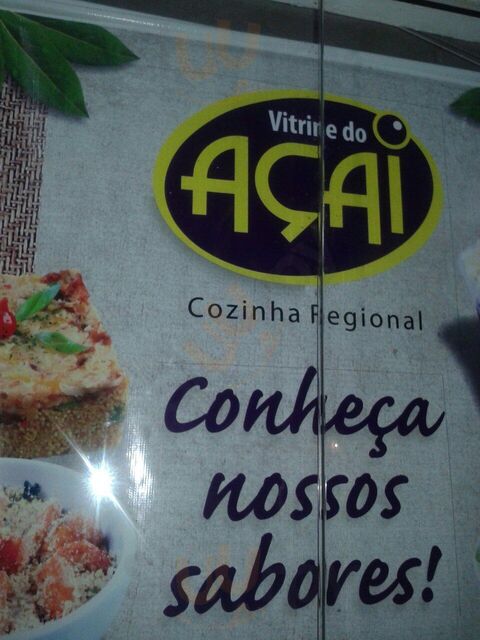 Vitrine do
AÇAÍ
Cozinha Regional
Conheça
nossos
sabores!